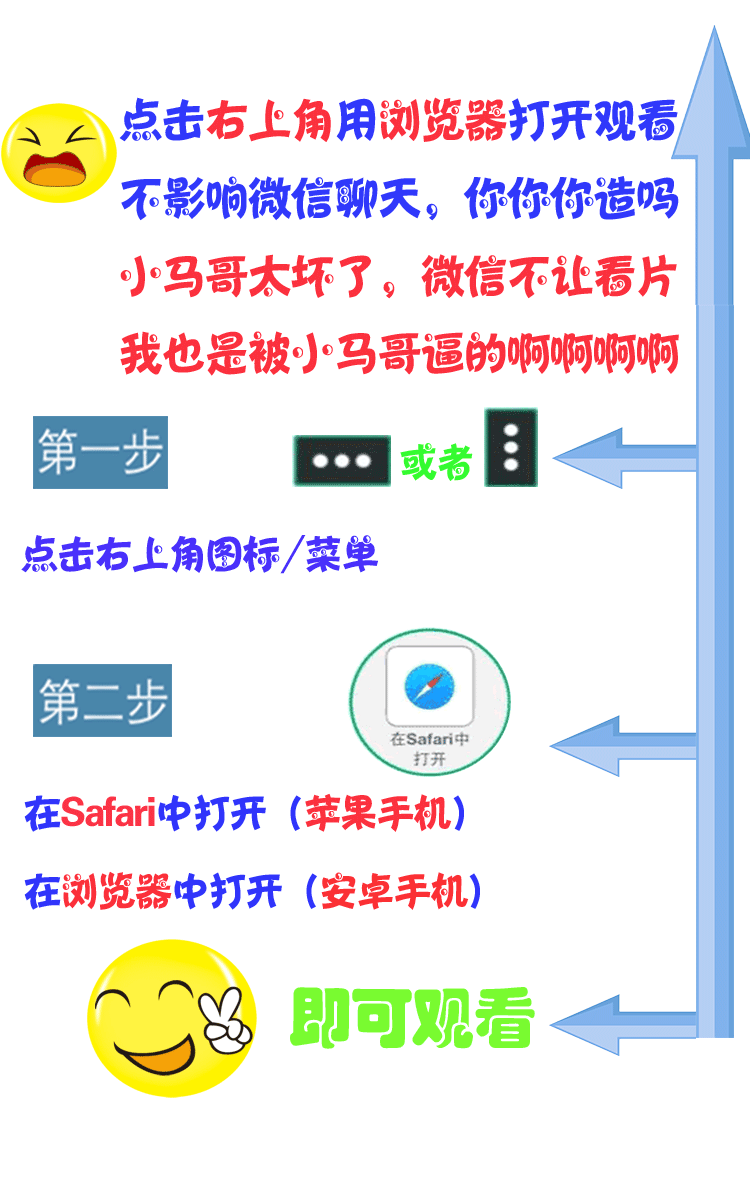 点击右上角用浏览器打开观看
不影响微信聊天，你你你造吗
小马哥太坏了，微信不让看片
我也是被小马哥逼的啊啊啊啊
第一步
或者
点击右上角图标/菜单
第二步
在Safari中
打开
在Safari中打开（苹果手机）
在浏览器中打开（安卓手机）
即可观看